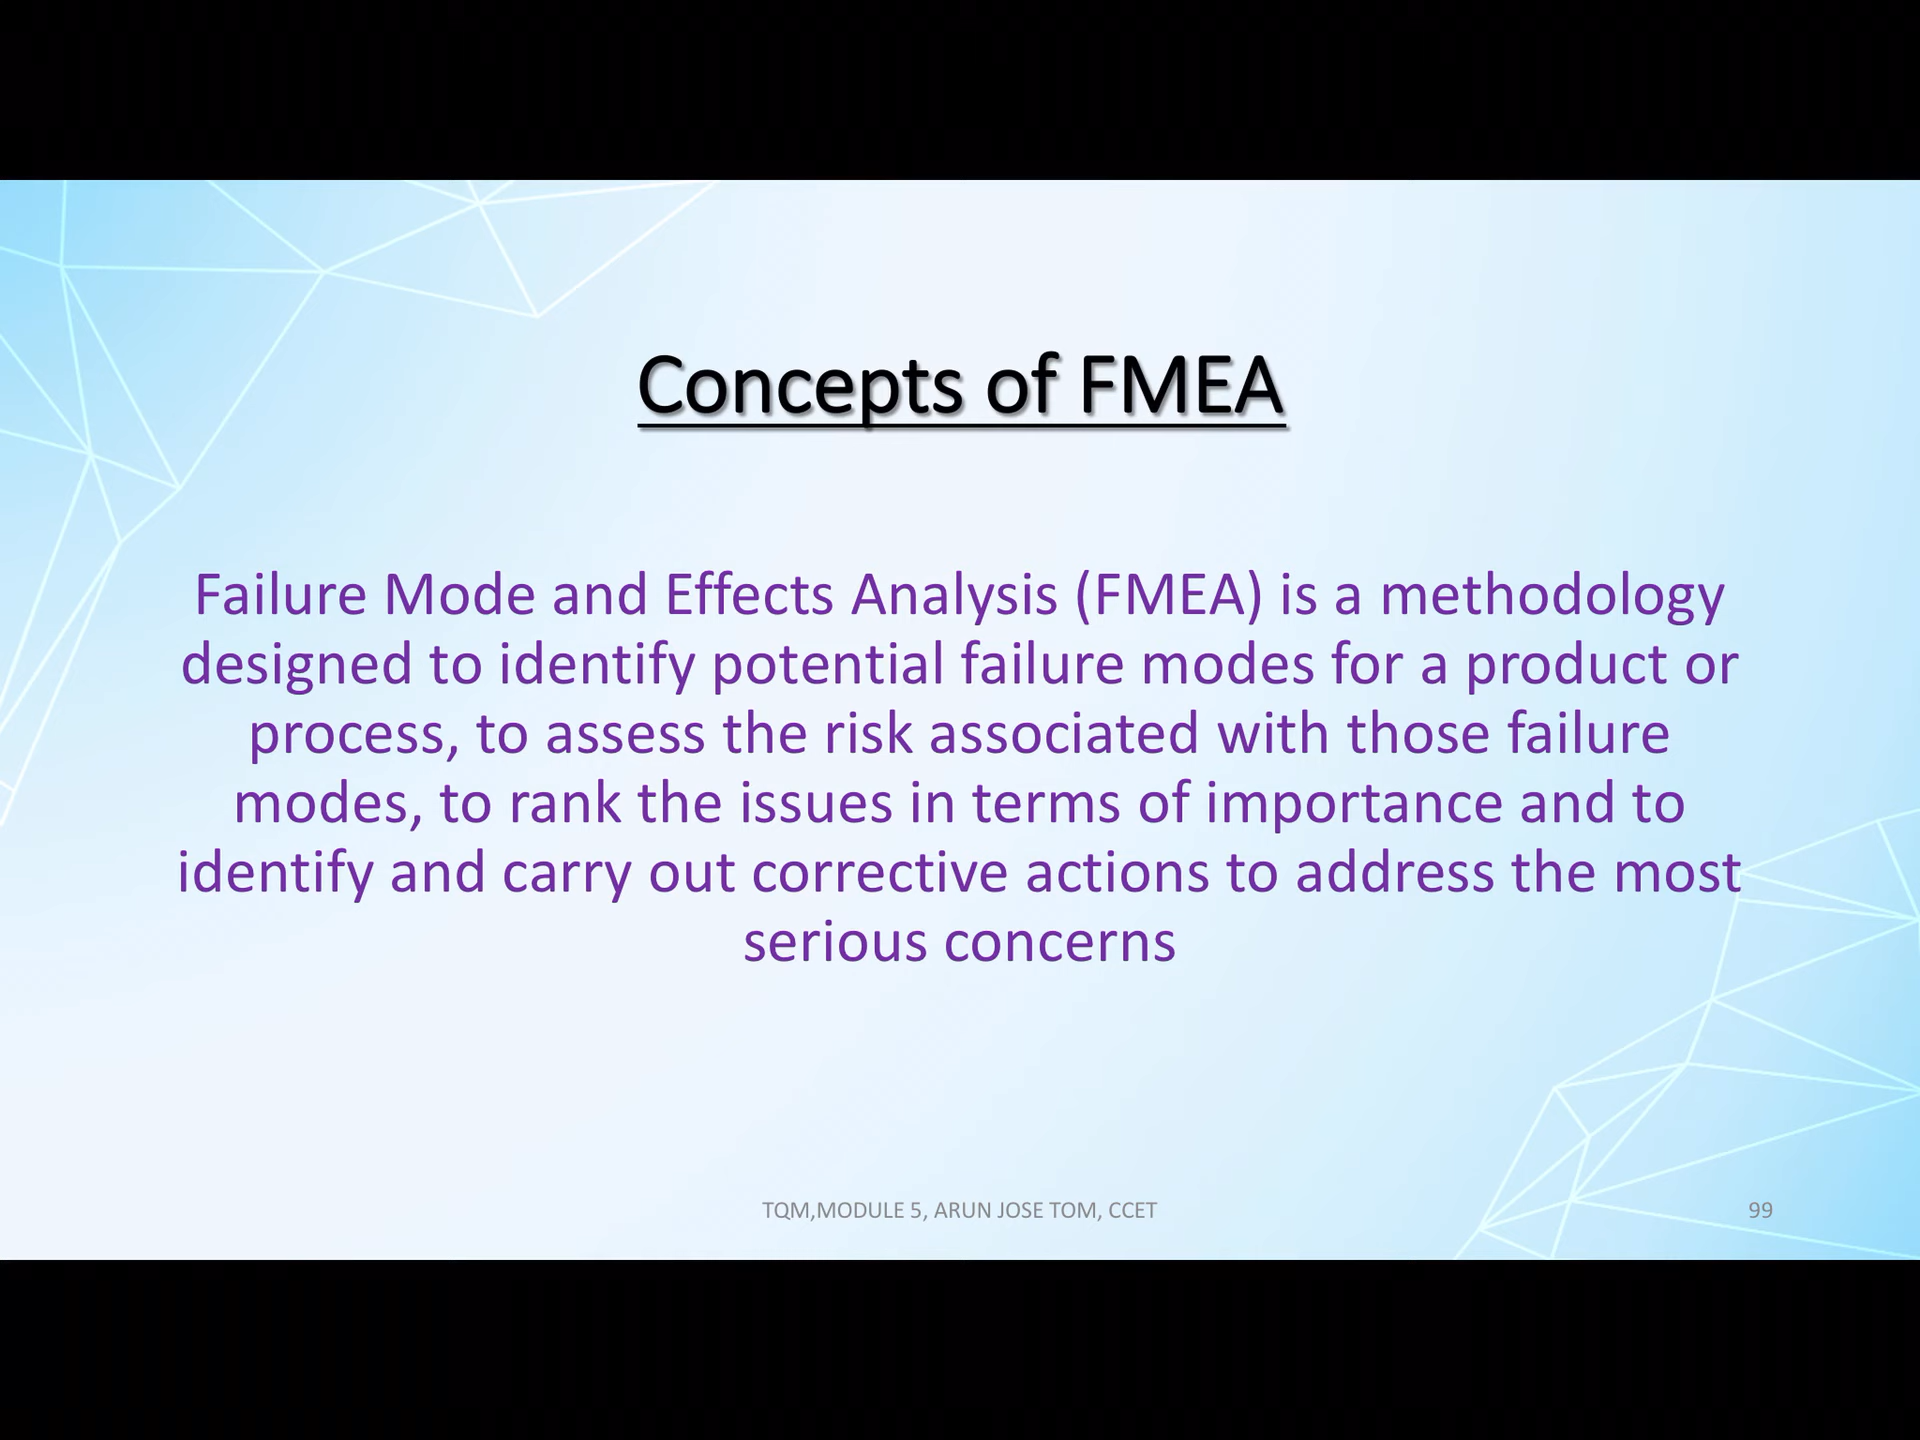 Concepts of FMEA
Failure Mode and Effects Analysis (FMEA) is a methodology
designed to identify potential failure modes for a product or
process, to assess the risk associated with those failure
modes, to rank the issues in terms of importance and to
identify and carry out corrective actions to address the most
serious concerns
TQM,MODULE 5, ARUN JOSE TOM, CCET
99